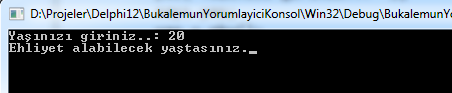 D:\Projeler\Delphi12\BukalemunYorumlayiciKonsol\Win32\Debug\BukalemunYo
Yaşınızı giriniz..: 20
Ehliyet alabilecek yaştasınız.